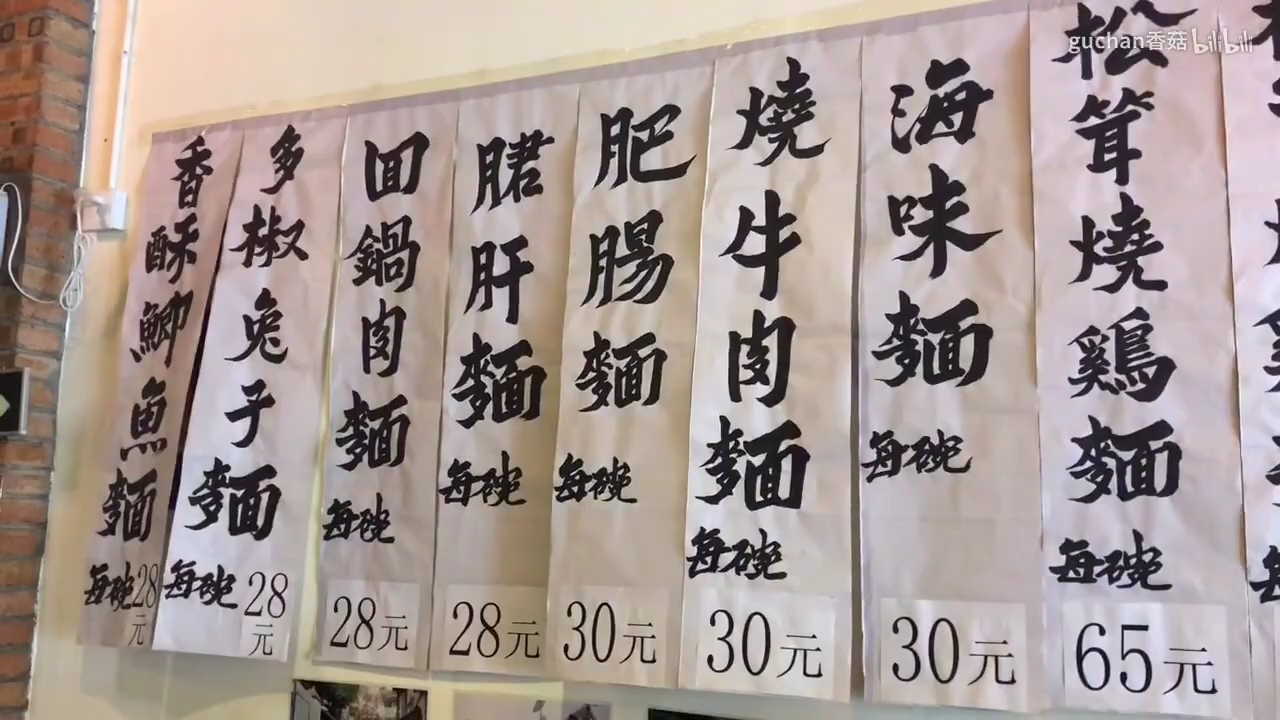 guchan香菇 bilibili
香酥鯽魚麵
每碗28元
多椒兔子麵
每碗28元
回鍋肉麵
每碗
28元
䐃肝麵
每碗
28元
肥腸麵
每碗
30元
燒牛肉麵
每碗
30元
海味麵
每碗
30元
松茸燒鷄麵
每碗
65元